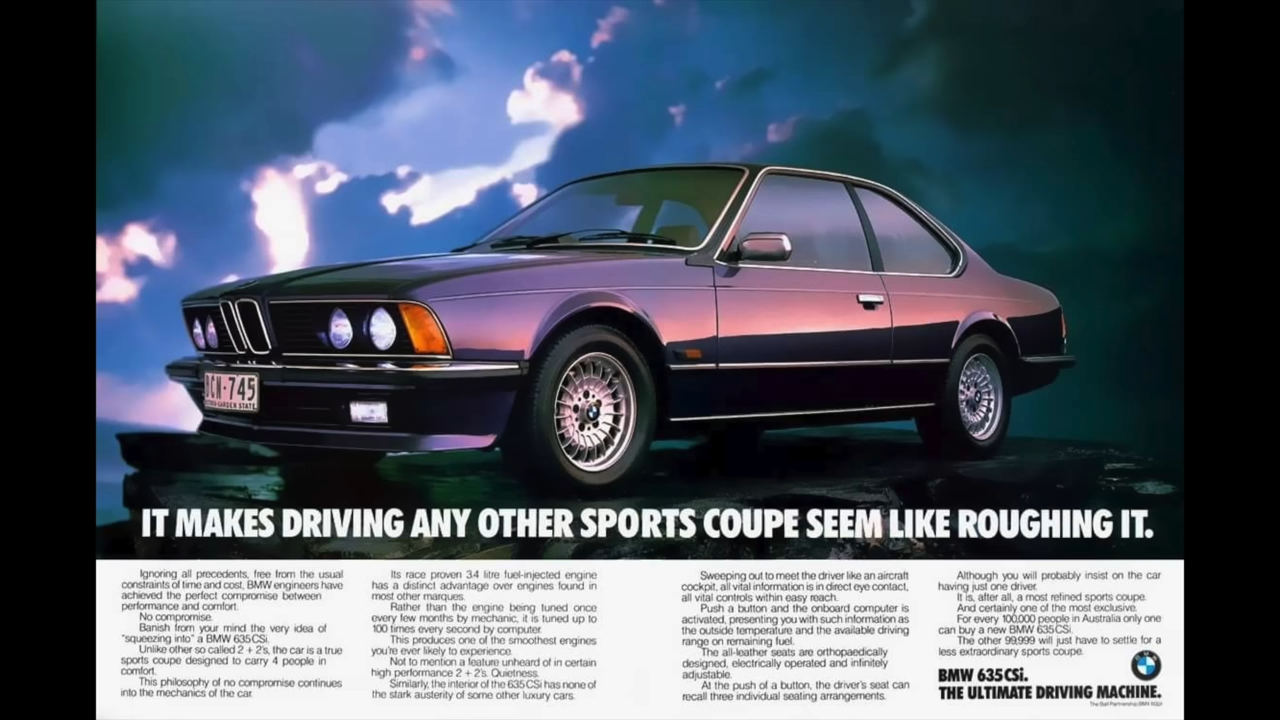 DCN·745
GARDEN STATE
IT MAKES DRIVING ANY OTHER SPORTS COUPE SEEM LIKE ROUGHING IT.
Ignoring all precedents, free from the usual
constraints of time and cost, BMW engineers have
achieved the perfect compromise between
performance and comfort.
No compromise.
Banish from your mind the very idea of
"squeezing into" a BMW 635CSi.
Unlike other so called 2 + 2's, the car is a true
sports coupe designed to carry 4 people in
comfort.
This philosophy of no compromise continues
into the mechanics of the car.
Its race proven 3.4 litre fuel-injected engine
has a distinct advantage over engines found in
most other marques.
Rather than the engine being tuned once
every few months by mechanic, it is tuned up to
100 times every second by computer.
This produces one of the smoothest engines
you're ever likely to experience.
Not to mention a feature unheard of in certain
high performance 2 + 2's. Quietness.
Similarly, the interior of the 635CSi has none of
the stark austerity of some other luxury cars.
Sweeping out to meet the driver like an aircraft
cockpit, all vital information is in direct eye contact,
all vital controls within easy reach.
Push a button and the onboard computer is
activated, presenting you with such information as
the outside temperature and the available driving
range on remaining fuel.
The all-leather seats are orthopaedically
designed, electrically operated and infinitely
adjustable.
At the push of a button, the driver's seat can
recall three individual seating arrangements.
Although you will probably insist on the car
having just one driver.
It is, after all, a most refined sports coupe.
And certainly one of the most exclusive.
For every 100,000 people in Australia only one
can buy a new BMW 635CSi.
The other 99,999 will just have to settle for a
less extraordinary sports coupe.
BMW 635CSi.
THE ULTIMATE DRIVING MACHINE.
BMW
The Ball Partnership BMW